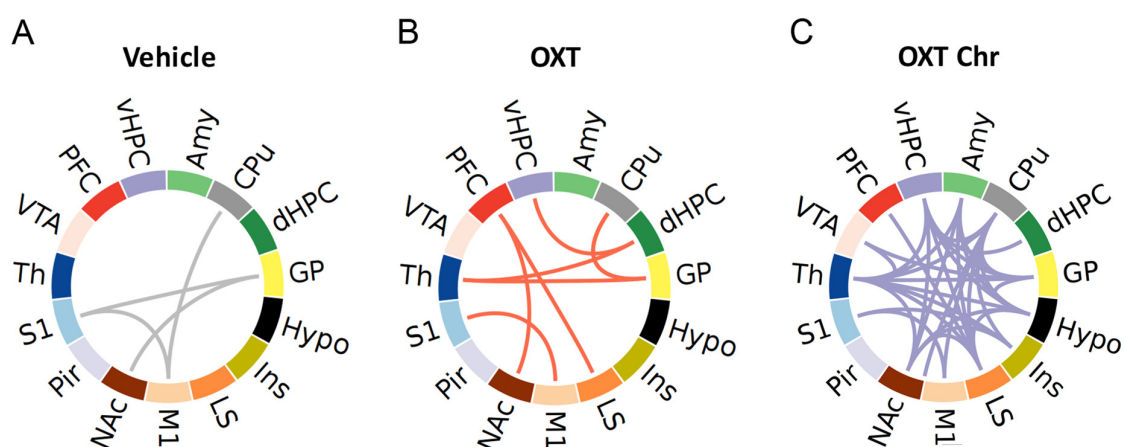 A
Vehicle
vHPC
Amy
PFC
CPu
VTA
dHPC
Th
GP
S1
Hypo
Pir
Ins
NAc
M1
LS
B
OXT
vHPC
Amy
PFC
CPu
VTA
dHPC
Th
GP
S1
Hypo
Pir
Ins
NAc
M1
LS
C
OXT Chr
vHPC
Amy
PFC
CPu
VTA
dHPC
Th
GP
S1
Hypo
Pir
Ins
NAc
M1
LS